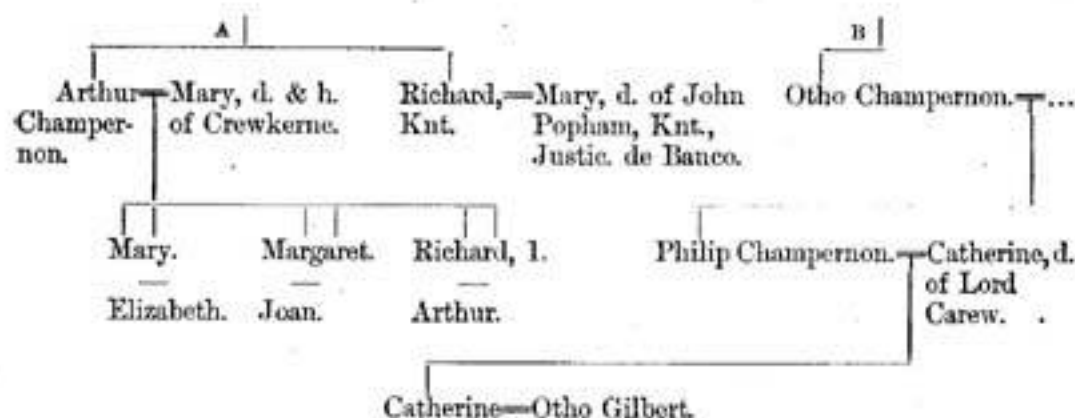 A B
Arthur Mary, d. & h. Richard, Mary, d. of John Otho Champernon. ...
Champer- of Crewkerne. Knt. Popham, Knt.,
non. Justic. de Banco.
Mary. Margaret. Richard, 1. Philip Champernon. Catherine, d.
— — — of Lord
Elizabeth. Joan. Arthur. Carew.
Catherine Otho Gilbert.